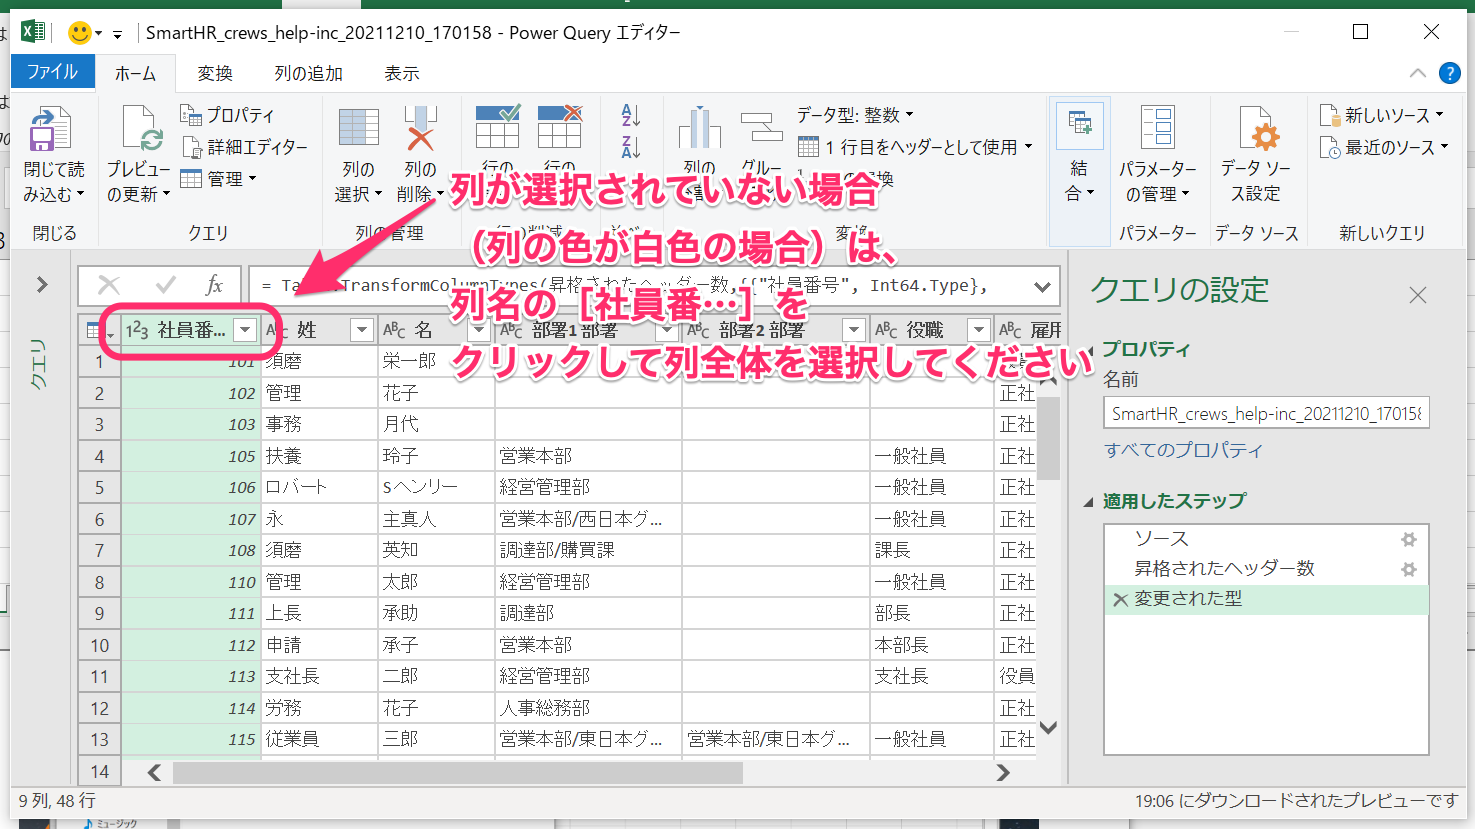 SmartHR_crews_help-inc_20211210_170158 - Power Query エディター
ファイル ホーム 変換 列の追加 表示
閉じて読み込む
プレビューの更新
プロパティ
詳細エディター
管理
列の選択
列の削除
データ型: 整数
1 行目をヘッダーとして使用
結合
パラメーターの管理
データ ソース設定
新しいソース
最近のソース
閉じる クエリ 列の管理 変換 パラメーター データ ソース 新しいクエリ
列が選択されていない場合
（列の色が白色の場合）は、
列名の［社員番…］を
クリックして列全体を選択してください
fx
TransformColumnTypes(昇格されたヘッダー数,{{"社員番号", Int64.Type},
クエリ
1 2 3 社員番... ABC 姓 ABC 名 ABC 部署1 部署 ABC 部署2 部署 ABC 役職 ABC 雇用
1 101 須磨 栄一郎
2 102 管理 花子 正社
3 103 事務 月代 正社
4 105 扶養 玲子 営業本部 一般社員 正社
5 106 ロバート Sヘンリー 経営管理部 一般社員 正社
6 107 永 主真人 営業本部/西日本グ... 一般社員 正社
7 108 須磨 英知 調達部/購買課 課長 正社
8 110 管理 太郎 経営管理部 一般社員 正社
9 111 上長 承助 調達部 部長 正社
10 112 申請 承子 営業本部 本部長 正社
11 113 支社長 二郎 経営管理部 支社長 役員
12 114 労務 花子 人事総務部 正社
13 115 従業員 三郎 営業本部/東日本グ... 営業本部/東日本グ... 一般社員 正社
14
クエリの設定
プロパティ
名前
SmartHR_crews_help-inc_20211210_170158
すべてのプロパティ
適用したステップ
ソース
昇格されたヘッダー数
変更された型
9 列, 48 行
19:06 にダウンロードされたプレビューです
ミュージック